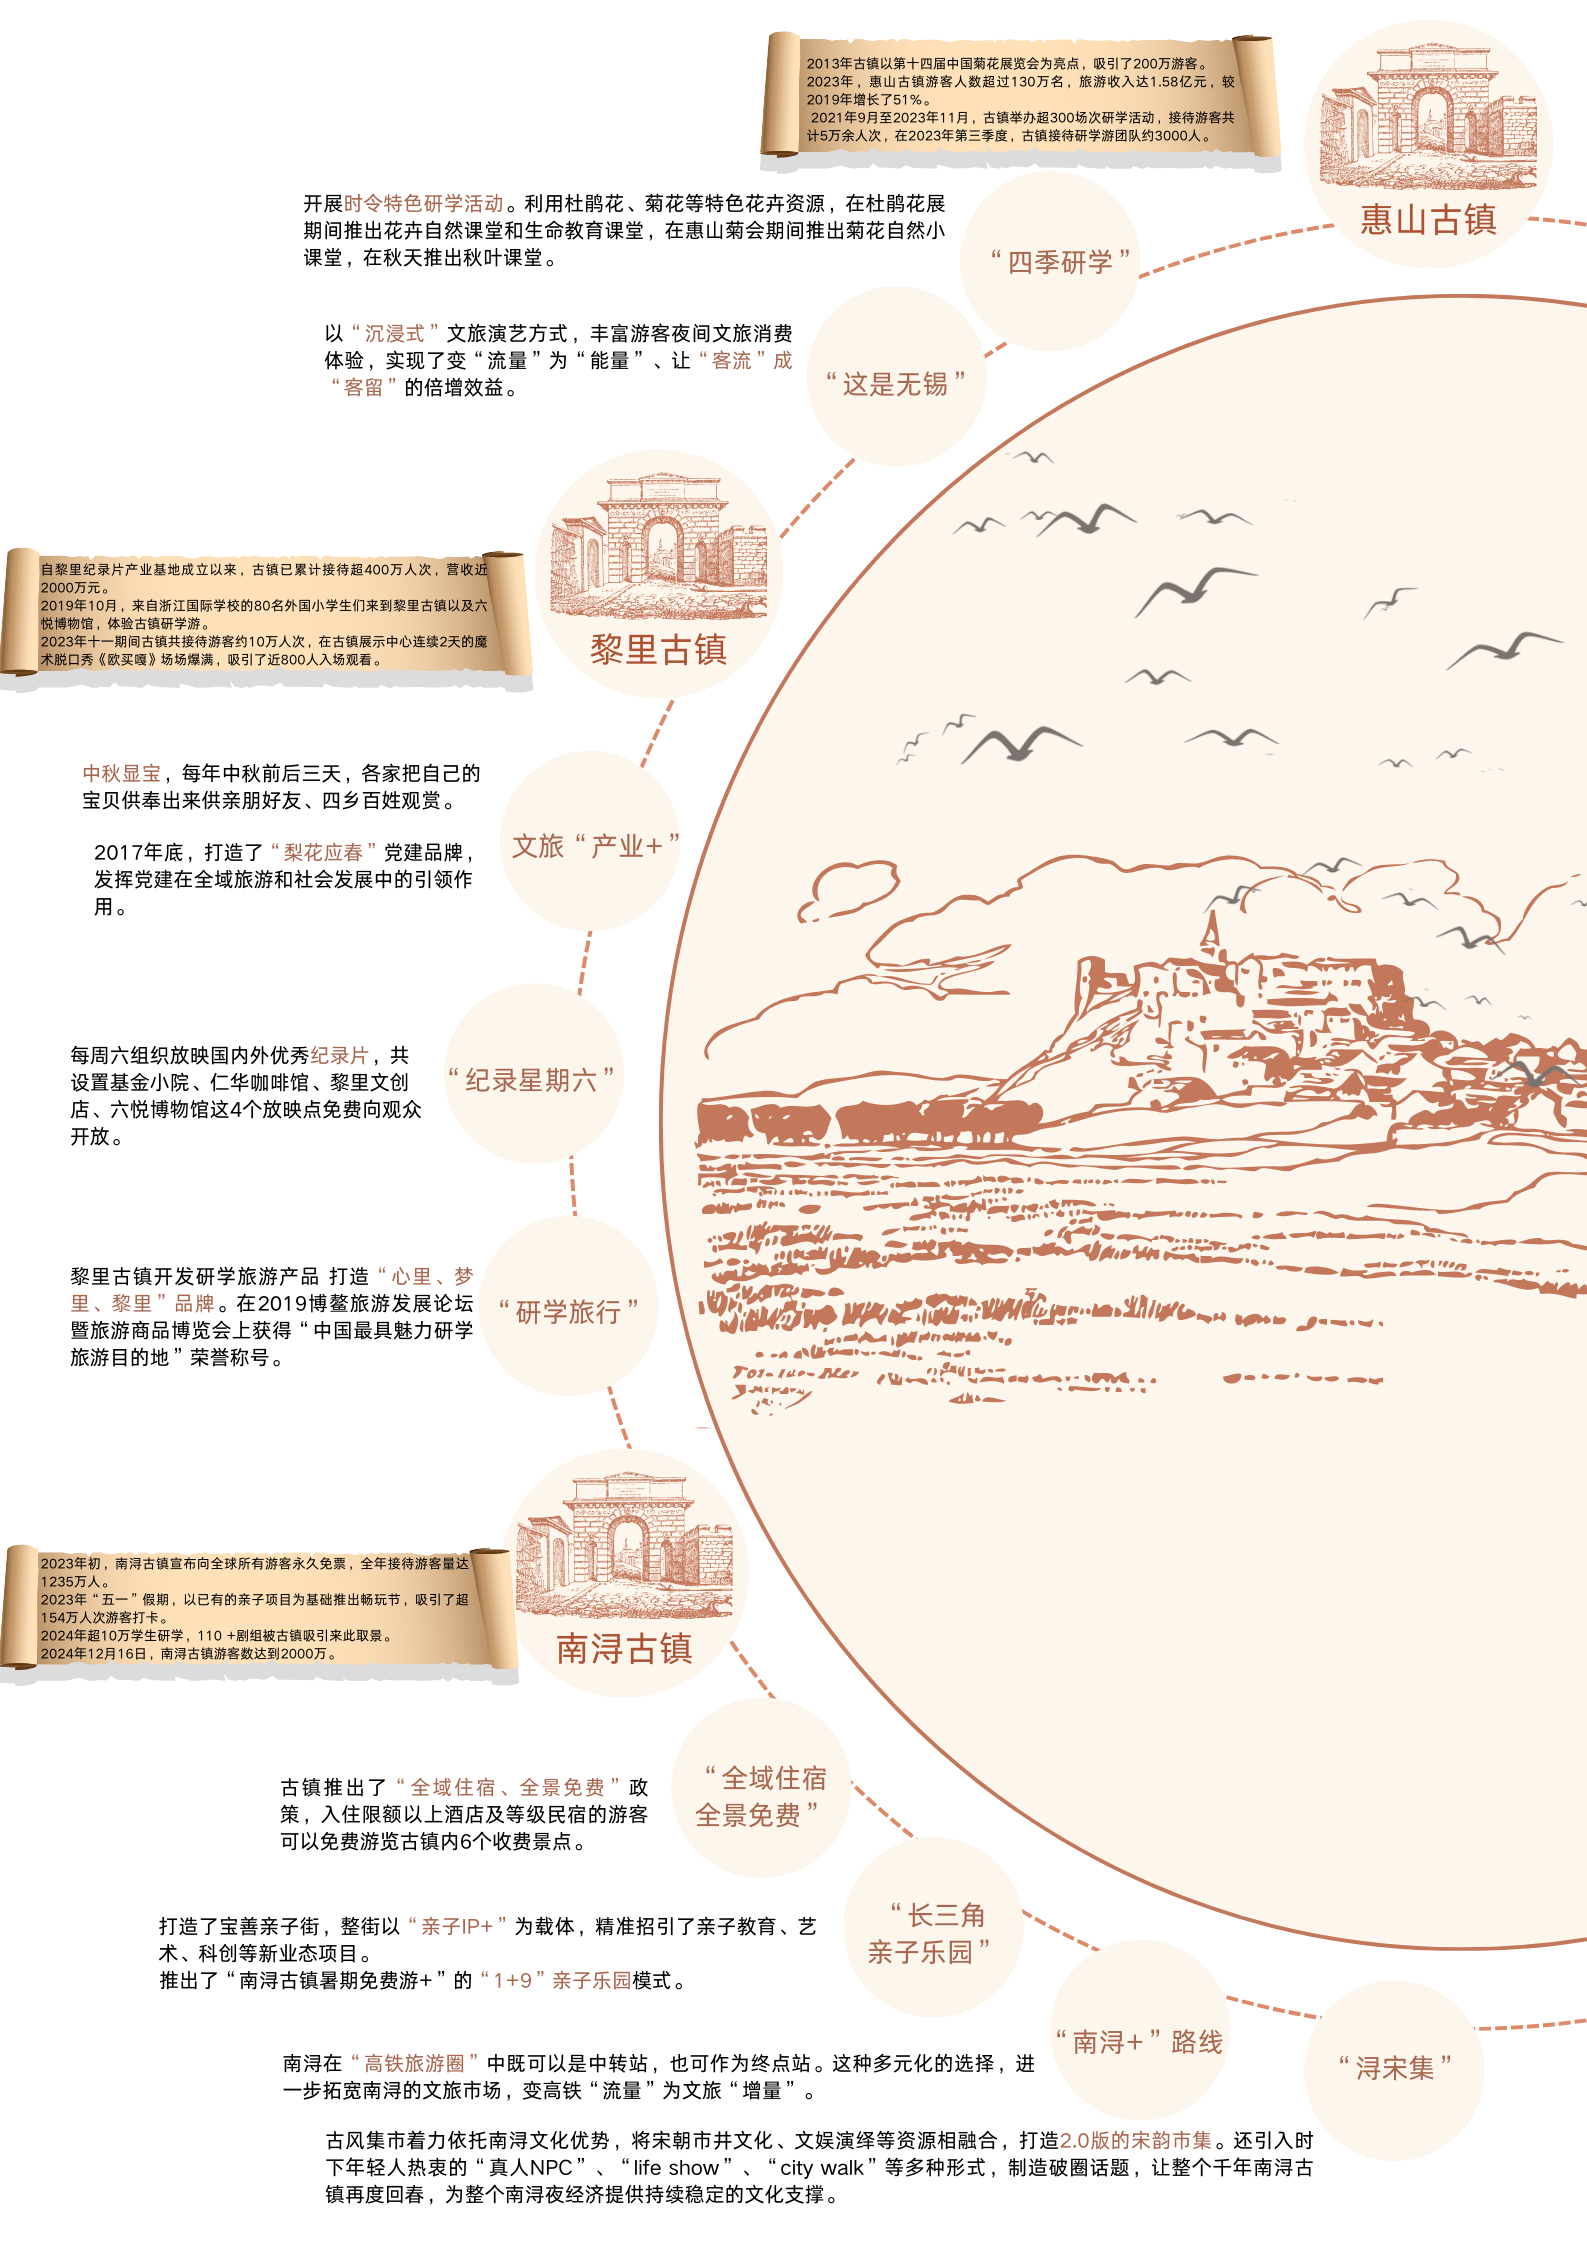 2013年古镇以第十四届中国菊花展览会为亮点，吸引了200万游客。
2023年，惠山古镇游客人数超过130万名，旅游收入达1.58亿元，较
2019年增长了51%。
2021年9月至2023年11月，古镇举办超300场次研学活动，接待游客共
计5万余人次，在2023年第三季度，古镇接待研学游团队约3000人。
惠山古镇
开展时令特色研学活动。利用杜鹃花、菊花等特色花卉资源，在杜鹃花展
期间推出花卉自然课堂和生命教育课堂，在惠山菊会期间推出菊花自然小
课堂，在秋天推出秋叶课堂。
“四季研学”
以“沉浸式”文旅演艺方式，丰富游客夜间文旅消费
体验，实现了变“流量”为“能量”、让“客流”成
“客留”的倍增效益。
“这是无锡”
自黎里纪录片产业基地成立以来，古镇已累计接待超400万人次，营收近
2000万元。
2019年10月，来自浙江国际学校的80名外国小学生们来到黎里古镇以及六
悦博物馆，体验古镇研学游。
2023年十一期间古镇共接待游客约10万人次，在古镇展示中心连续2天的魔
术脱口秀《欧买嘎》场场爆满，吸引了近800人入场观看。
黎里古镇
中秋显宝，每年中秋前后三天，各家把自己的
宝贝供奉出来供亲朋好友、四乡百姓观赏。
2017年底，打造了“梨花应春”党建品牌，
发挥党建在全域旅游和社会发展中的引领作
用。
文旅“产业+”
每周六组织放映国内外优秀纪录片，共
设置基金小院、仁华咖啡馆、黎里文创
店、六悦博物馆这4个放映点免费向观众
开放。
“纪录星期六”
黎里古镇开发研学旅游产品 打造“心里、梦
里、黎里”品牌。在2019博鳌旅游发展论坛
暨旅游商品博览会上获得“中国最具魅力研学
旅游目的地”荣誉称号。
“研学旅行”
2023年初，南浔古镇宣布向全球所有游客永久免票，全年接待游客量达
1235万人。
2023年“五一”假期，以已有的亲子项目为基础推出畅玩节，吸引了超
154万人次游客打卡。
2024年超10万学生研学，110 +剧组被古镇吸引来此取景。
2024年12月16日，南浔古镇游客数达到2000万。
南浔古镇
古镇推出了“全域住宿、全景免费”政
策，入住限额以上酒店及等级民宿的游客
可以免费游览古镇内6个收费景点。
“全域住宿
全景免费”
打造了宝善亲子街，整街以“亲子IP+”为载体，精准招引了亲子教育、艺
术、科创等新业态项目。
推出了“南浔古镇暑期免费游+”的“1+9”亲子乐园模式。
“长三角
亲子乐园”
南浔在“高铁旅游圈”中既可以是中转站，也可作为终点站。这种多元化的选择，进
一步拓宽南浔的文旅市场，变高铁“流量”为文旅“增量”。
“南浔+”路线
“浔宋集”
古风集市着力依托南浔文化优势，将宋朝市井文化、文娱演绎等资源相融合，打造2.0版的宋韵市集。还引入时
下年轻人热衷的“真人NPC”、“life show”、“city walk”等多种形式，制造破圈话题，让整个千年南浔古
镇再度回春，为整个南浔夜经济提供持续稳定的文化支撑。